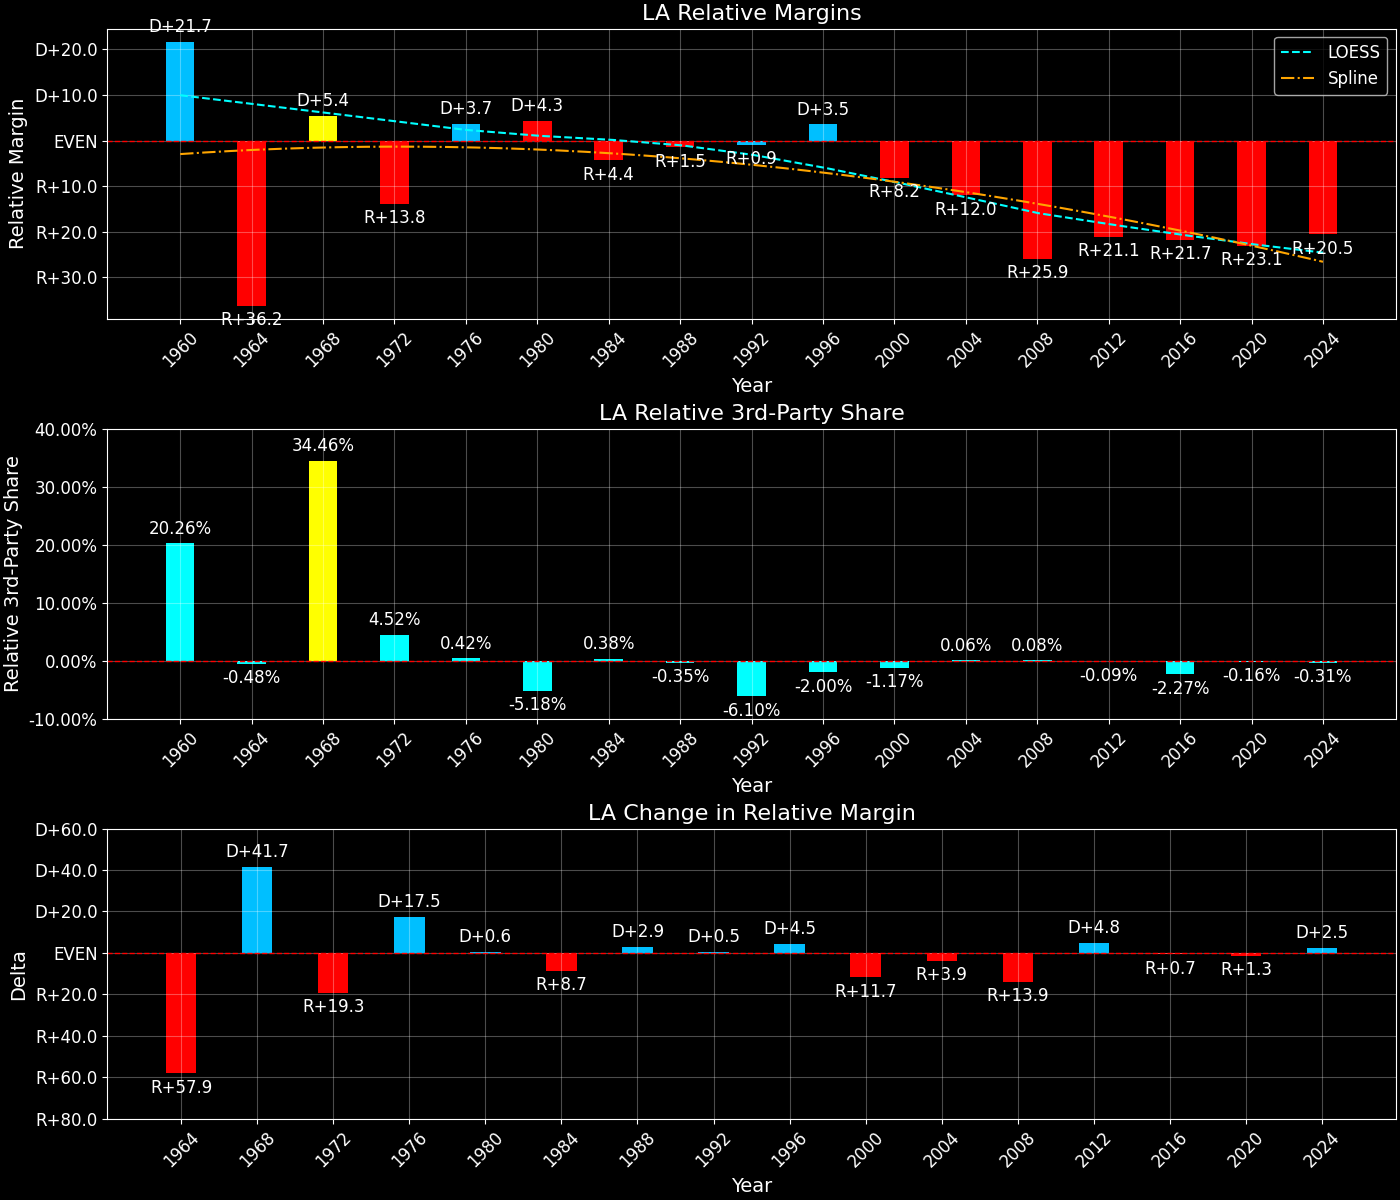 LA Relative Margins
Relative Margin
D+20.0
D+10.0
EVEN
R+10.0
R+20.0
R+30.0
LOESS
Spline
D+21.7
R+36.2
D+5.4
R+13.8
D+3.7
D+4.3
R+4.4
R+1.5
R+0.9
D+3.5
R+8.2
R+12.0
R+25.9
R+21.1
R+21.7
R+23.1
R+20.5
1960 1964 1968 1972 1976 1980 1984 1988 1992 1996 2000 2004 2008 2012 2016 2020 2024
Year
LA Relative 3rd-Party Share
Relative 3rd-Party Share
40.00%
30.00%
20.00%
10.00%
0.00%
-10.00%
20.26%
-0.48%
34.46%
4.52%
0.42%
-5.18%
0.38%
-0.35%
-6.10%
-2.00%
-1.17%
0.06%
0.08%
-0.09%
-2.27%
-0.16%
-0.31%
1960 1964 1968 1972 1976 1980 1984 1988 1992 1996 2000 2004 2008 2012 2016 2020 2024
Year
LA Change in Relative Margin
Delta
D+60.0
D+40.0
D+20.0
EVEN
R+20.0
R+40.0
R+60.0
R+80.0
R+57.9
D+41.7
R+19.3
D+17.5
D+0.6
R+8.7
D+2.9
D+0.5
D+4.5
R+11.7
R+3.9
R+13.9
D+4.8
R+0.7
R+1.3
D+2.5
1964 1968 1972 1976 1980 1984 1988 1992 1996 2000 2004 2008 2012 2016 2020 2024
Year